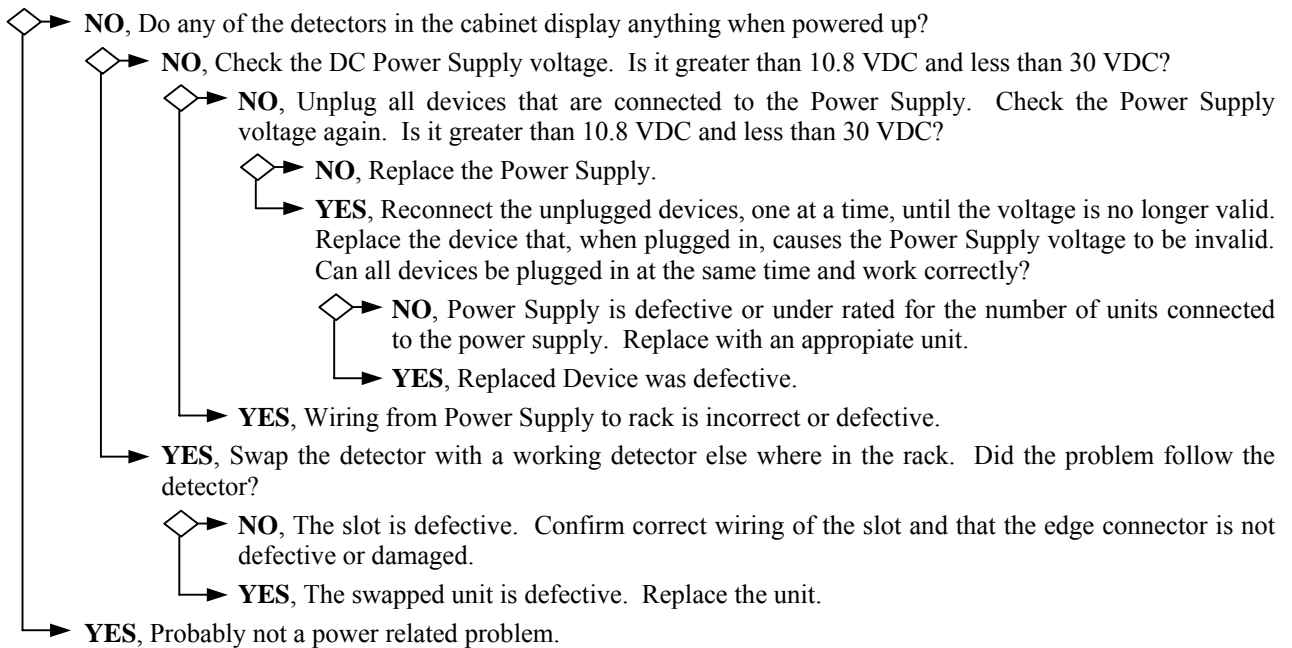 NO, Do any of the detectors in the cabinet display anything when powered up?
NO, Check the DC Power Supply voltage. Is it greater than 10.8 VDC and less than 30 VDC?
NO, Unplug all devices that are connected to the Power Supply. Check the Power Supply
voltage again. Is it greater than 10.8 VDC and less than 30 VDC?
NO, Replace the Power Supply.
YES, Reconnect the unplugged devices, one at a time, until the voltage is no longer valid.
Replace the device that, when plugged in, causes the Power Supply voltage to be invalid.
Can all devices be plugged in at the same time and work correctly?
NO, Power Supply is defective or under rated for the number of units connected
to the power supply. Replace with an appropiate unit.
YES, Replaced Device was defective.
YES, Wiring from Power Supply to rack is incorrect or defective.
YES, Swap the detector with a working detector else where in the rack. Did the problem follow the
detector?
NO, The slot is defective. Confirm correct wiring of the slot and that the edge connector is not
defective or damaged.
YES, The swapped unit is defective. Replace the unit.
YES, Probably not a power related problem.